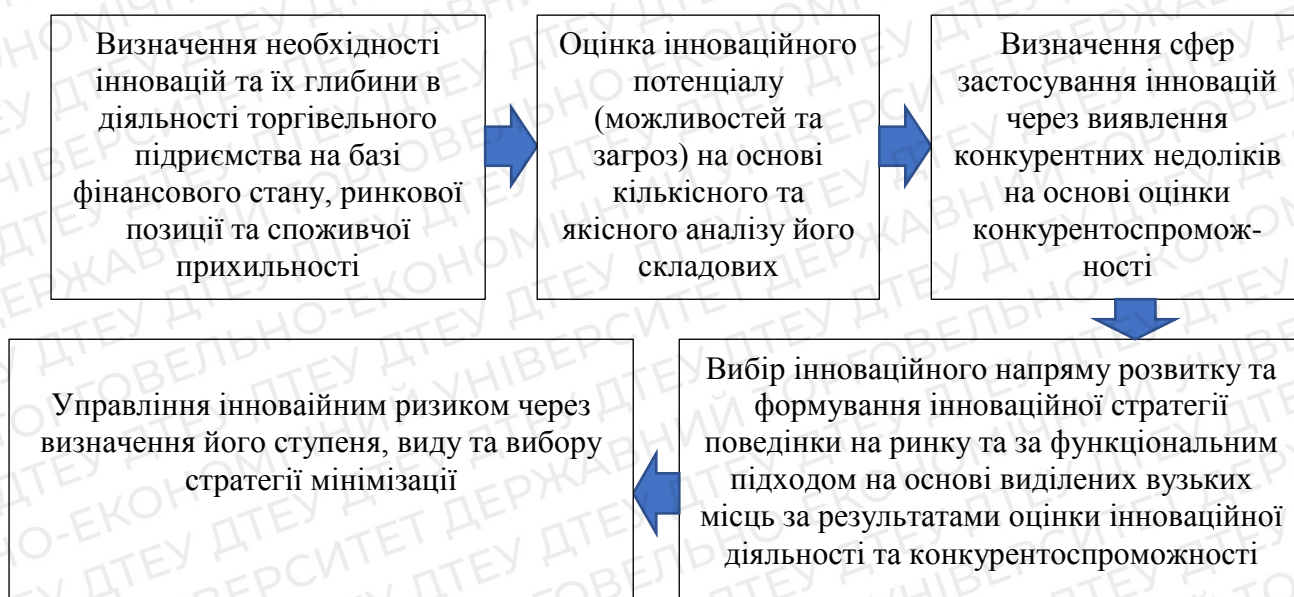 Визначення необхідності
інновацій та їх глибини в
діяльності торгівельного
підриємства на базі
фінансового стану, ринкової
позиції та споживчої
прихильності
Оцінка інноваційного
потенціалу
(можливостей та
загроз) на основі
кількісного та
якісного аналізу його
складових
Визначення сфер
застосування інновацій
через виявлення
конкурентних недоліків
на основі оцінки
конкурентоспромож-
ності
Вибір інноваційного напряму розвитку та
формування інноваційної стратегії
поведінки на ринку та за функціональним
підходом на основі виділених вузьких
місць за результатами оцінки інноваційної
діяльності та конкурентоспроможності
Управління інноваійним ризиком через
визначення його ступеня, виду та вибору
стратегії мінімізації